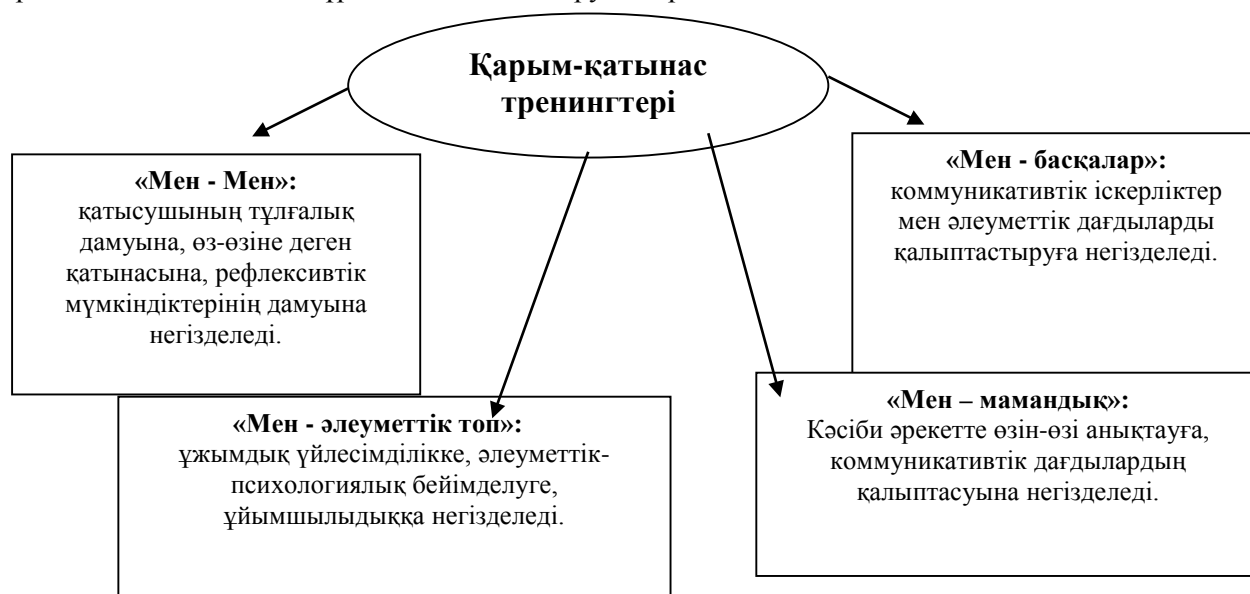 Қарым-қатынас
тренингтері
«Мен - Мен»:
қатысушының тұлғалық
дамуына, өз-өзіне деген
қатынасына, рефлексивтік
мүмкіндіктерінің дамуына
негізделеді.
«Мен - басқалар»:
коммуникативтік іскерліктер
мен әлеуметтік дағдыларды
қалыптастыруға негізделеді.
«Мен - әлеуметтік топ»:
ұжымдық үйлесімділікке, әлеуметтік-
психологиялық бейімделуге,
ұйымшылыдыққа негізделеді.
«Мен – мамандық»:
Кәсіби әрекетте өзін-өзі анықтауға,
коммуникативтік дағдылардың
қалыптасуына негізделеді.